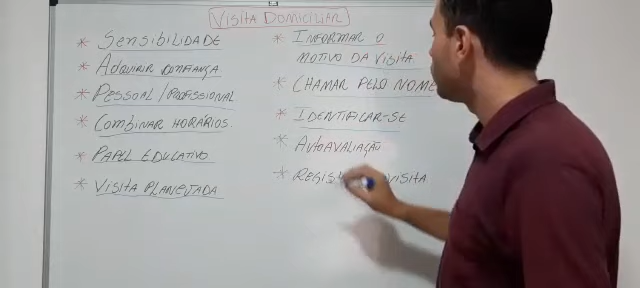 VISITA DOMICILIAR
* SENSIBILIDADE
* ADQUIRIR CONFIANÇA
* PESSOAL/PROFISSIONAL
* COMBINAR HORÁRIOS.
* PAPEL EDUCATIVO
* VISITA PLANEJADA
* INFORMAR O
MOTIVO DA VISITA
* CHAMAR PELO NOME
* IDENTIFICAR-SE
* AUTOAVALIAÇÃO
* VISITA